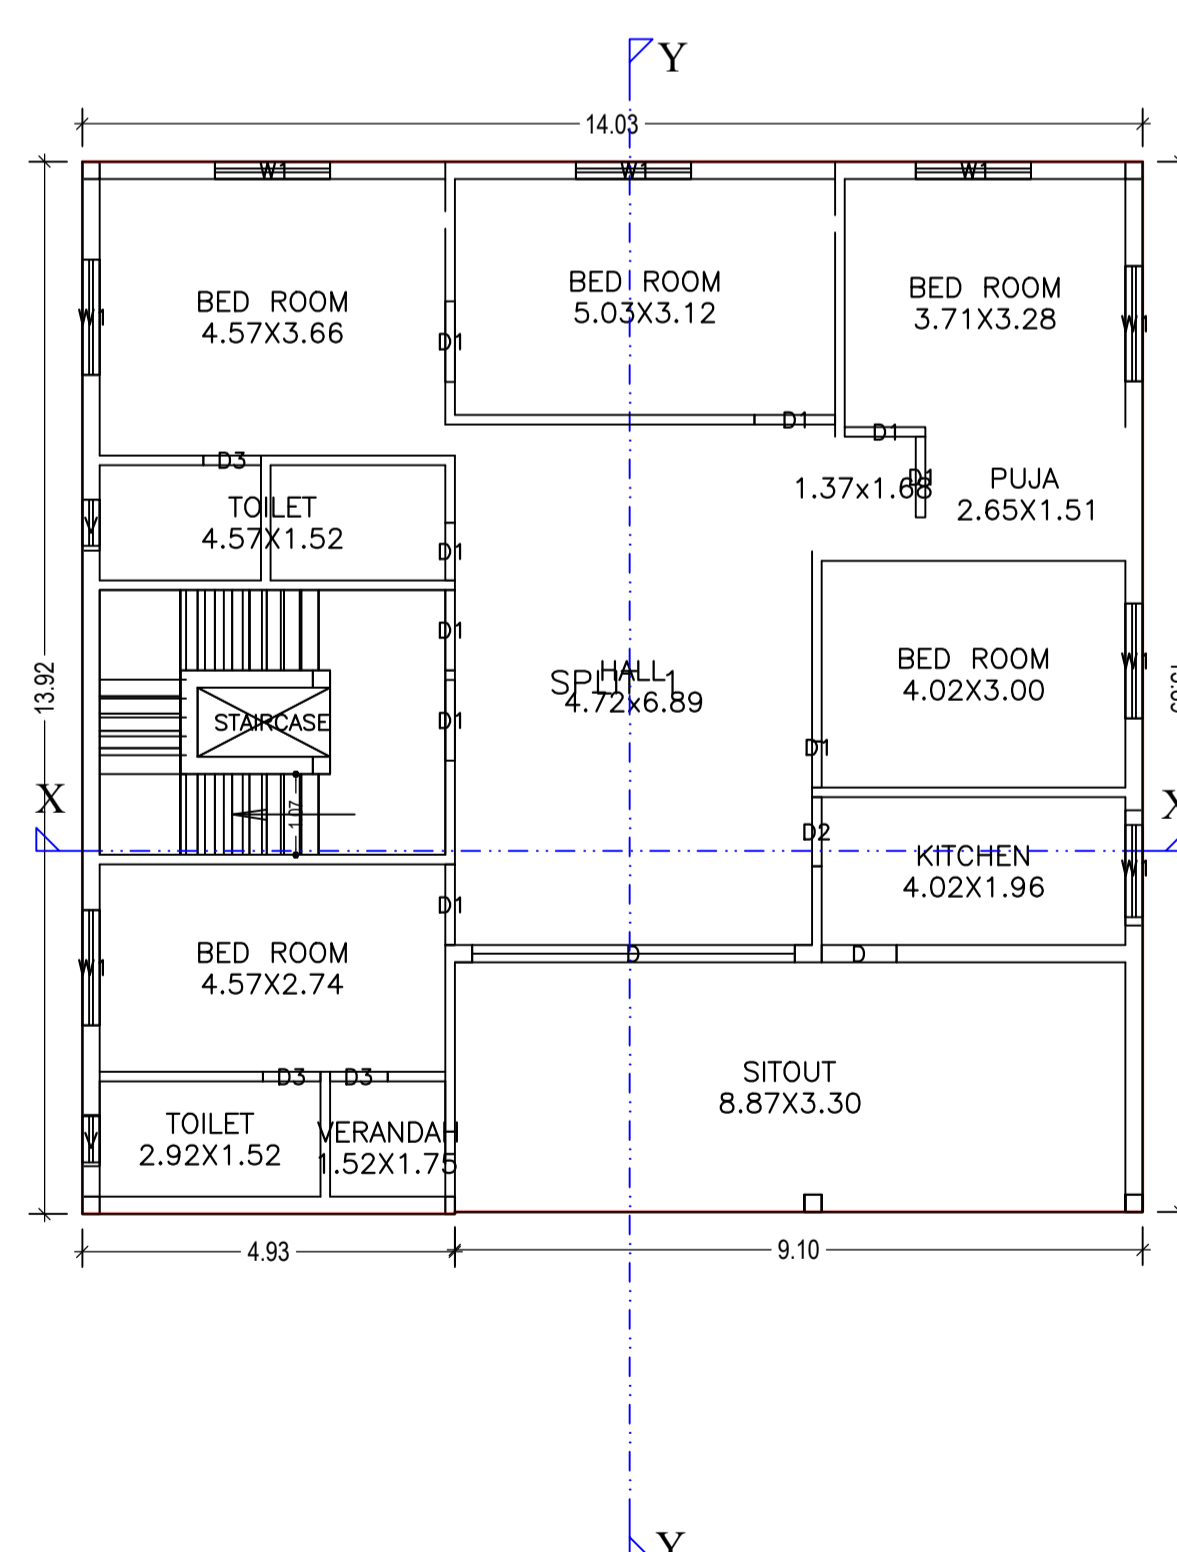 Y
14.03
W1
W1
W1
BED ROOM
4.57X3.66
BED ROOM
5.03X3.12
BED ROOM
3.71X3.28
W1
W1
D1
D1
D1
D3
D1
1.37x1.68
PUJA
2.65X1.51
TOILET
4.57X1.52
V
D1
D1
13.92
HALL
SPLIT 1
4.72x6.89
BED ROOM
4.02X3.00
W1
STAIRCASE
D1
D1
X
X
1.07
D2
KITCHEN
4.02X1.96
W1
D1
BED ROOM
4.57X2.74
W1
D
D
D3
D3
SITOUT
8.87X3.30
TOILET
2.92X1.52
V
VERANDAH
1.52X1.75
4.93
9.10
Y